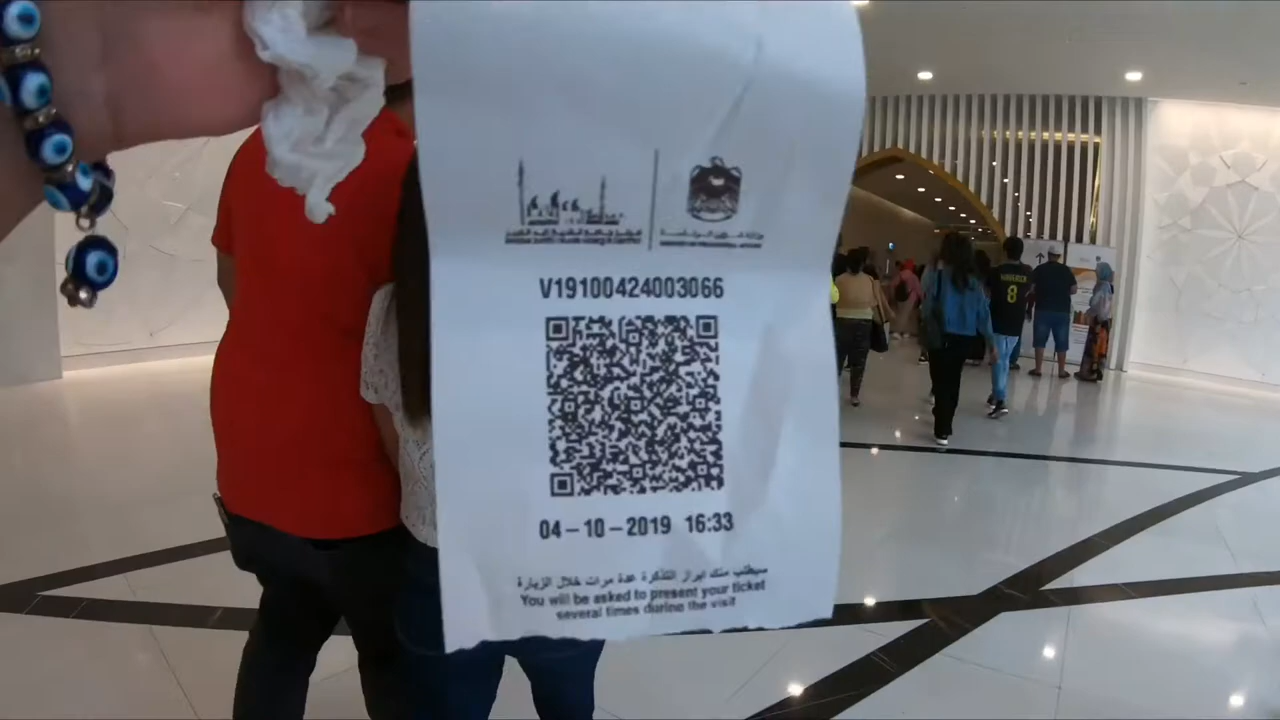 V19100424003066
04-10-2019 16:33
سيطلب منك ابراز التذكرة عدة مرات خلال الزيارة
You will be asked to present your ticket
several times during the visit
8